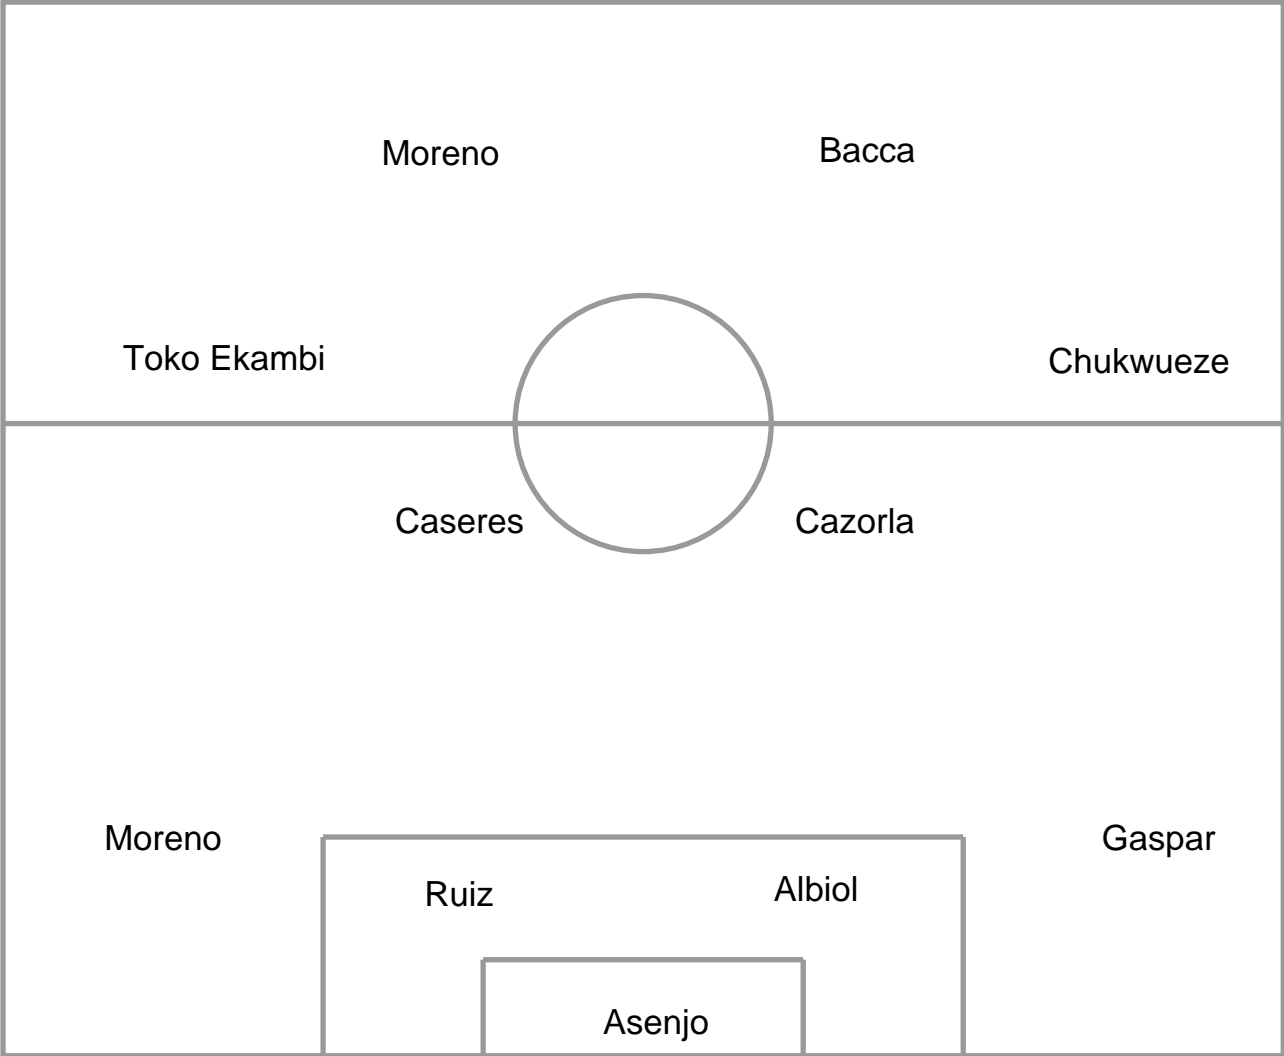 Moreno
Bacca
Toko Ekambi
Chukwueze
Caseres
Cazorla
Moreno
Gaspar
Ruiz
Albiol
Asenjo